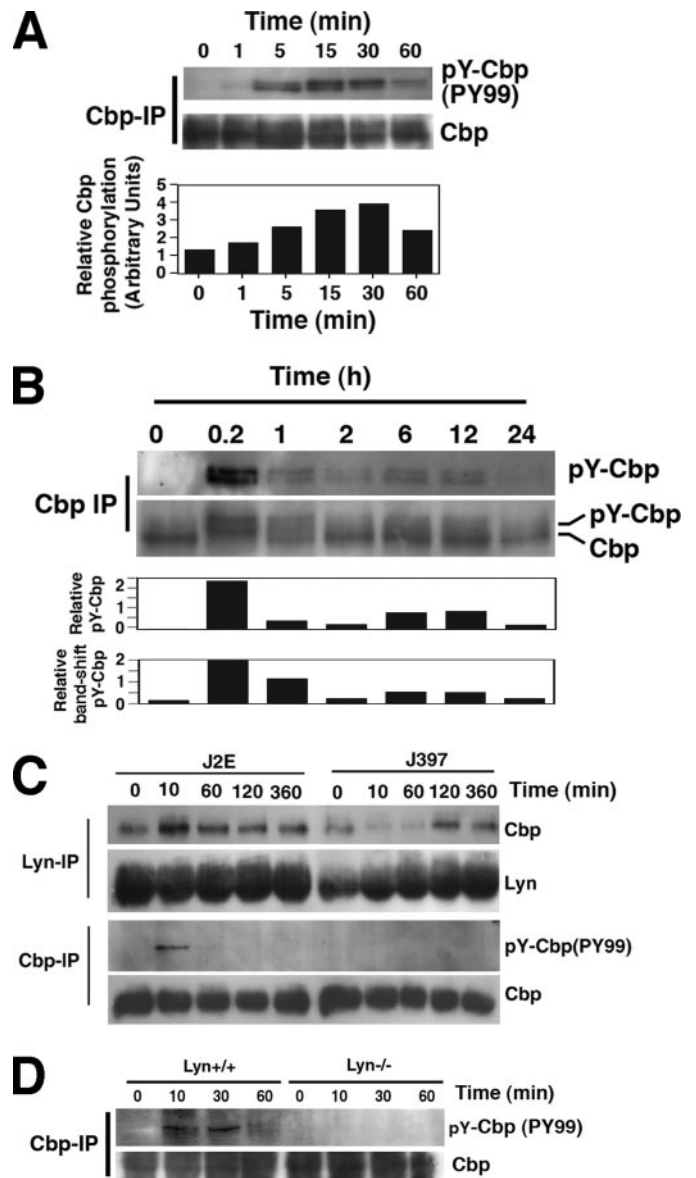 A
Time (min)
0 1 5 15 30 60
pY-Cbp
(PY99)
Cbp-IP
Cbp
Relative Cbp
phosphorylation
(Arbitrary Units)
5
4
3
2
1
0
0 1 5 15 30 60
Time (min)
B
Time (h)
0 0.2 1 2 6 12 24
pY-Cbp
Cbp IP
pY-Cbp
Cbp
Relative
pY-Cbp
2
1
0
Relative
band-shift
pY-Cbp
2
1
0
C
J2E J397
0 10 60 120 360 0 10 60 120 360 Time (min)
Cbp
Lyn-IP
Lyn
Cbp-IP
pY-Cbp(PY99)
Cbp
D
Lyn+/+ Lyn-/-
0 10 30 60 0 10 30 60 Time (min)
Cbp-IP
pY-Cbp (PY99)
Cbp